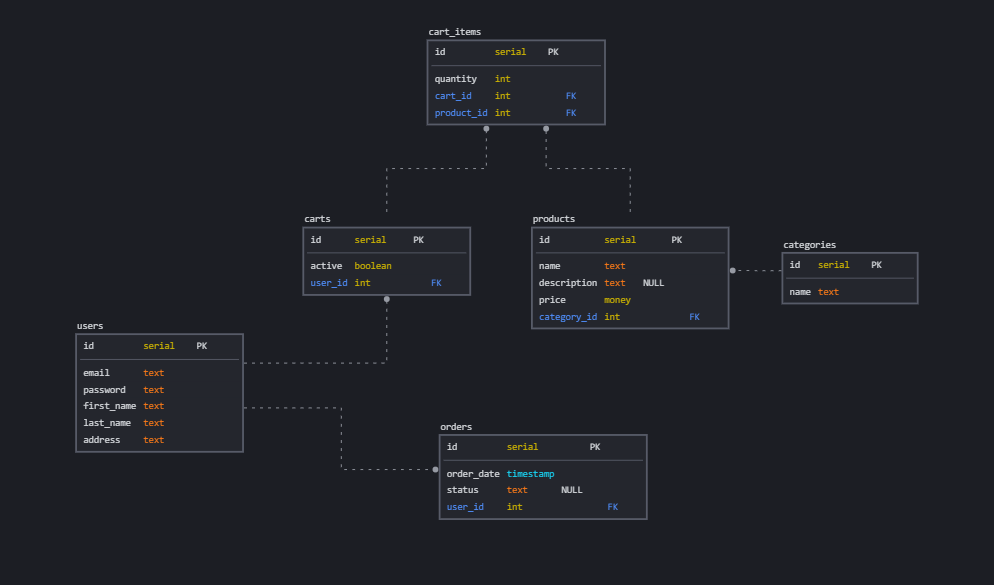 cart_items
id serial PK
quantity int
cart_id int FK
product_id int FK
carts
id serial PK
active boolean
user_id int FK
products
id serial PK
name text
description text NULL
price money
category_id int FK
categories
id serial PK
name text
users
id serial PK
email text
password text
first_name text
last_name text
address text
orders
id serial PK
order_date timestamp
status text NULL
user_id int FK